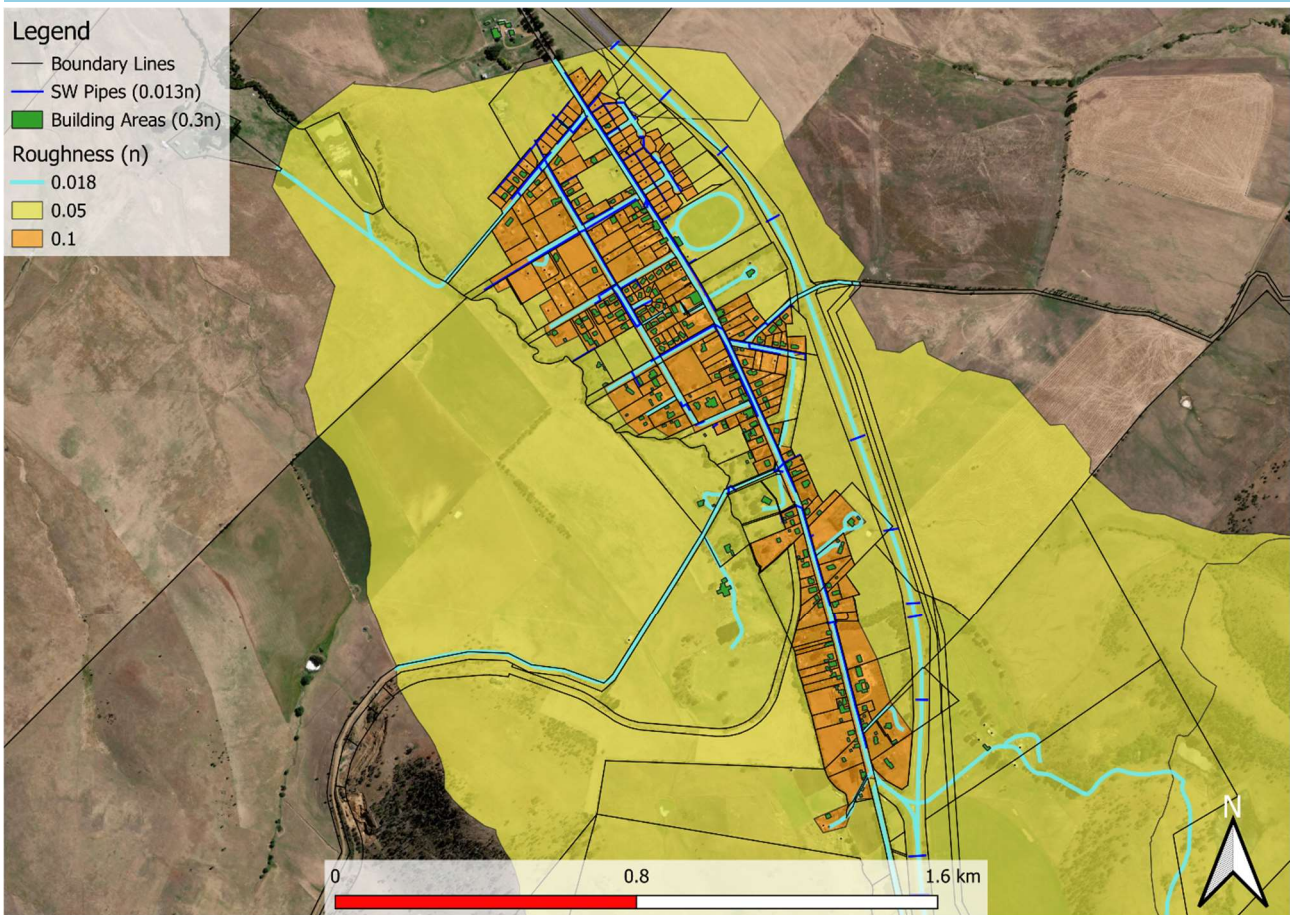 Legend
Boundary Lines
SW Pipes (0.013n)
Building Areas (0.3n)
Roughness (n)
0.018
0.05
0.1
N
0 0.8 1.6 km